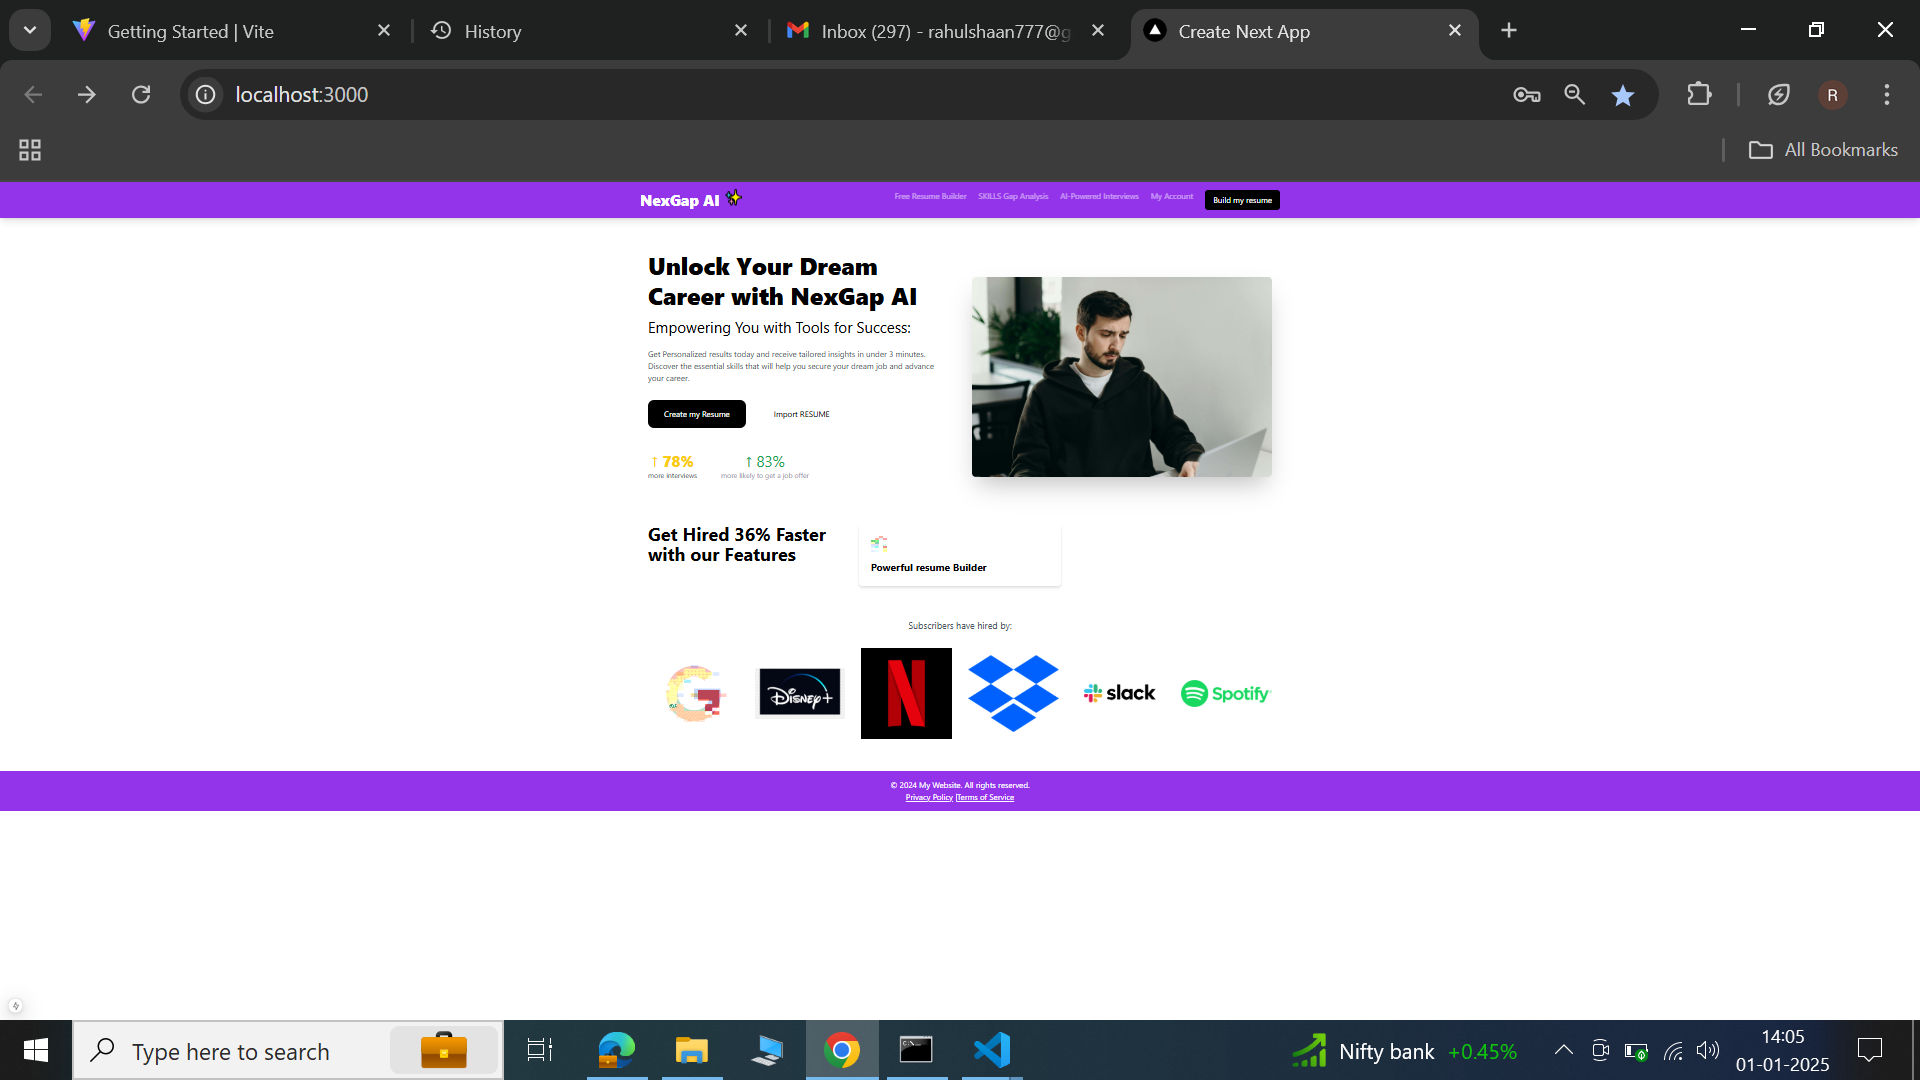 Getting Started | Vite
History
Inbox (297) - rahulshaan777@g
Create Next App
localhost:3000
R
All Bookmarks
NexGap AI ✨
Free Resume Builder
SKILLS Gap Analysis
AI-Powered Interviews
My Account
Build my resume
Unlock Your Dream
Career with NexGap AI
Empowering You with Tools for Success:
Get Personalized results today and receive tailored insights in under 3 minutes.
Discover the essential skills that will help you secure your dream job and advance
your career.
Create my Resume
Import RESUME
↑ 78%
more interviews
↑ 83%
more likely to get a job offer
Get Hired 36% Faster
with our Features
Powerful resume Builder
Subscribers have hired by:
G
Disney+
N
slack
Spotify
© 2024 My Website. All rights reserved.
Privacy Policy |Terms of Service
Type here to search
Nifty bank +0.45%
14:05
01-01-2025